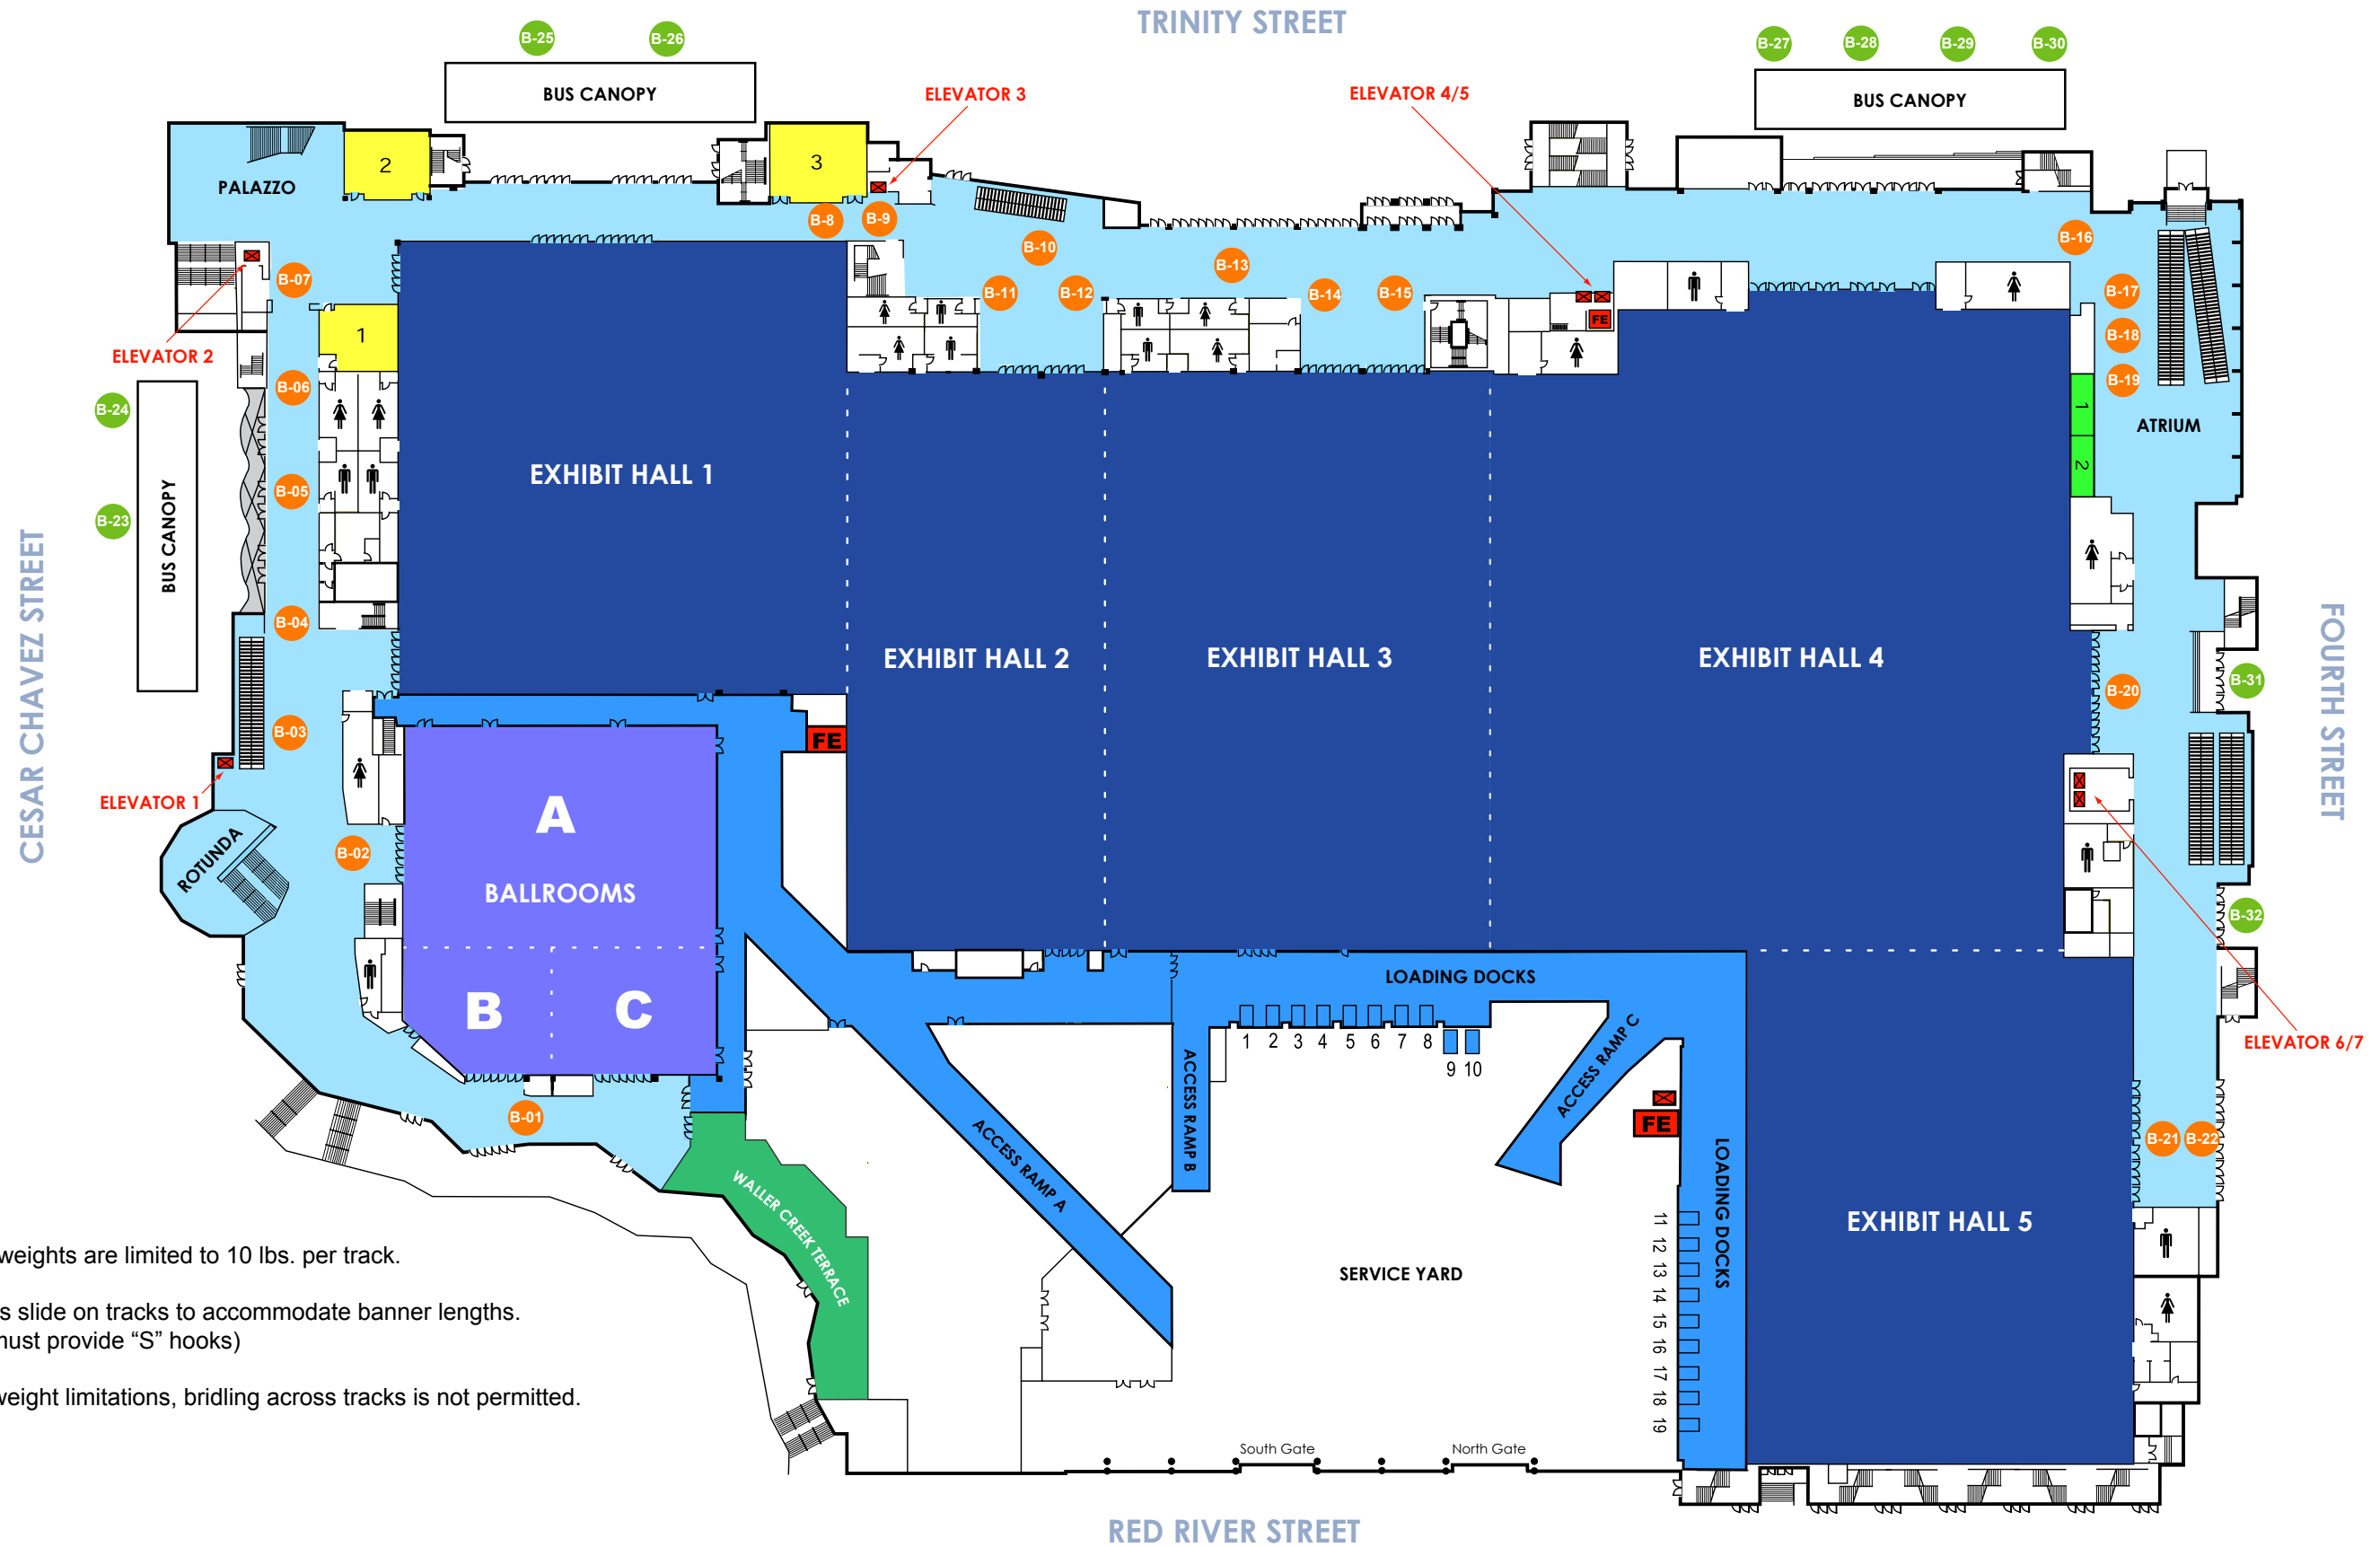 TRINITY STREET
B-25
B-26
B-27
B-28
B-29
B-30
BUS CANOPY
BUS CANOPY
ELEVATOR 3
ELEVATOR 4/5
PALAZZO
2
3
B-8
B-9
B-10
B-11
B-12
B-13
B-14
B-15
B-16
B-17
B-18
B-19
FE
B-07
1
ELEVATOR 2
B-06
B-24
B-23
BUS CANOPY
B-05
B-04
B-03
CESAR CHAVEZ STREET
1
2
ATRIUM
EXHIBIT HALL 1
EXHIBIT HALL 2
EXHIBIT HALL 3
EXHIBIT HALL 4
FOURTH STREET
B-31
B-20
FE
ELEVATOR 1
ROTUNDA
B-02
A
BALLROOMS
B
C
B-32
ELEVATOR 6/7
LOADING DOCKS
1 2 3 4 5 6 7 8
9 10
ACCESS RAMP A
ACCESS RAMP B
ACCESS RAMP C
FE
LOADING DOCKS
B-01
B-21
B-22
WALLER CREEK TERRACE
EXHIBIT HALL 5
SERVICE YARD
11
12
13
14
15
16
17
18
19
weights are limited to 10 lbs. per track.
s slide on tracks to accommodate banner lengths.
must provide “S” hooks)
weight limitations, bridling across tracks is not permitted.
South Gate
North Gate
RED RIVER STREET